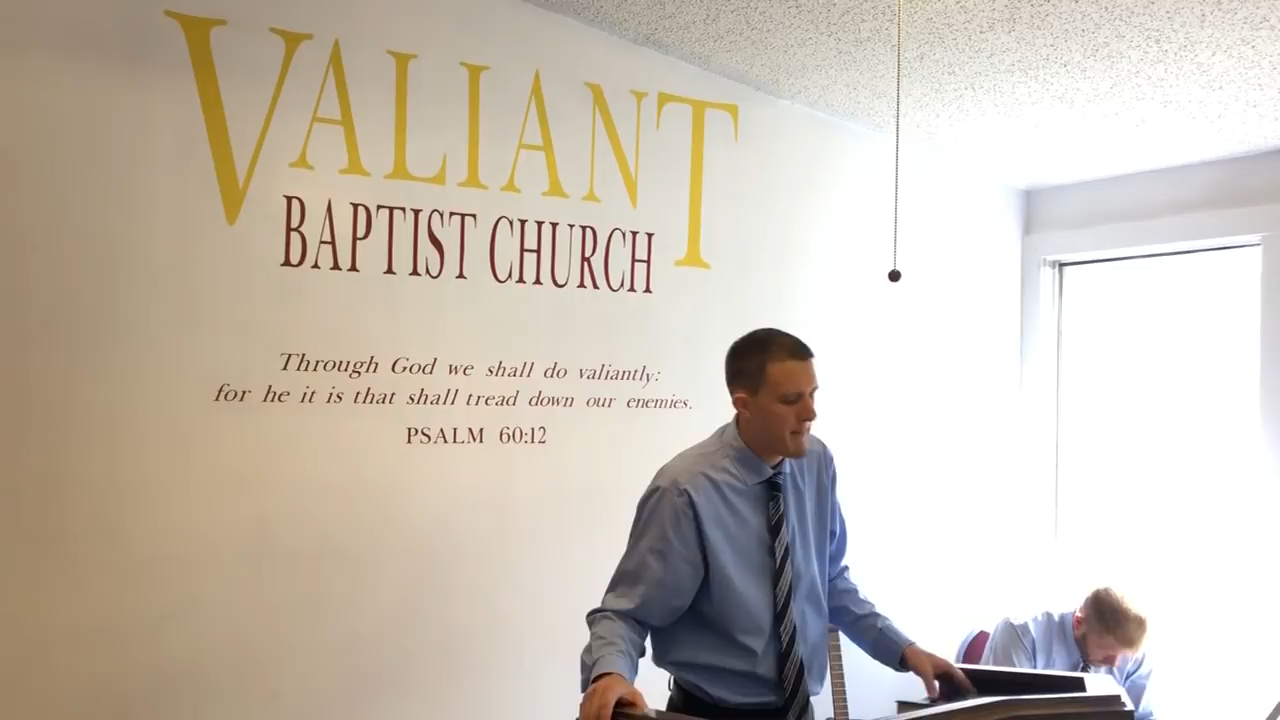 VALIANT
BAPTIST CHURCH
Through God we shall do valiantly:
for he it is that shall tread down our enemies.
PSALM 60:12